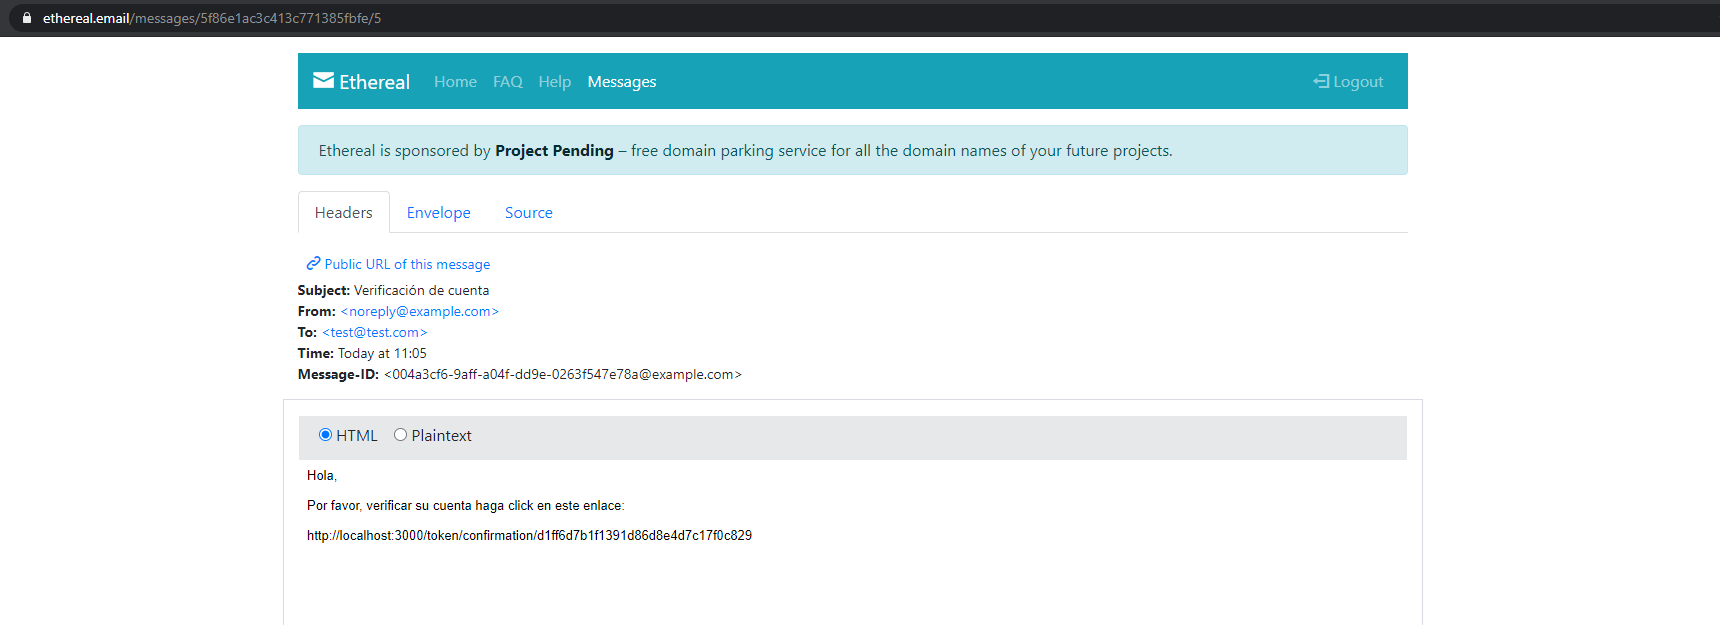 ethereal.email/messages/5f86e1ac3c413c771385fbfe/5
Ethereal Home FAQ Help Messages Logout
Ethereal is sponsored by Project Pending – free domain parking service for all the domain names of your future projects.
Headers Envelope Source
Public URL of this message
Subject: Verificación de cuenta
From: <noreply@example.com>
To: <test@test.com>
Time: Today at 11:05
Message-ID: <004a3cf6-9aff-a04f-dd9e-0263f547e78a@example.com>
HTML Plaintext
Hola,
Por favor, verificar su cuenta haga click en este enlace:
http://localhost:3000/token/confirmation/d1ff6d7b1f1391d86d8e4d7c17f0c829